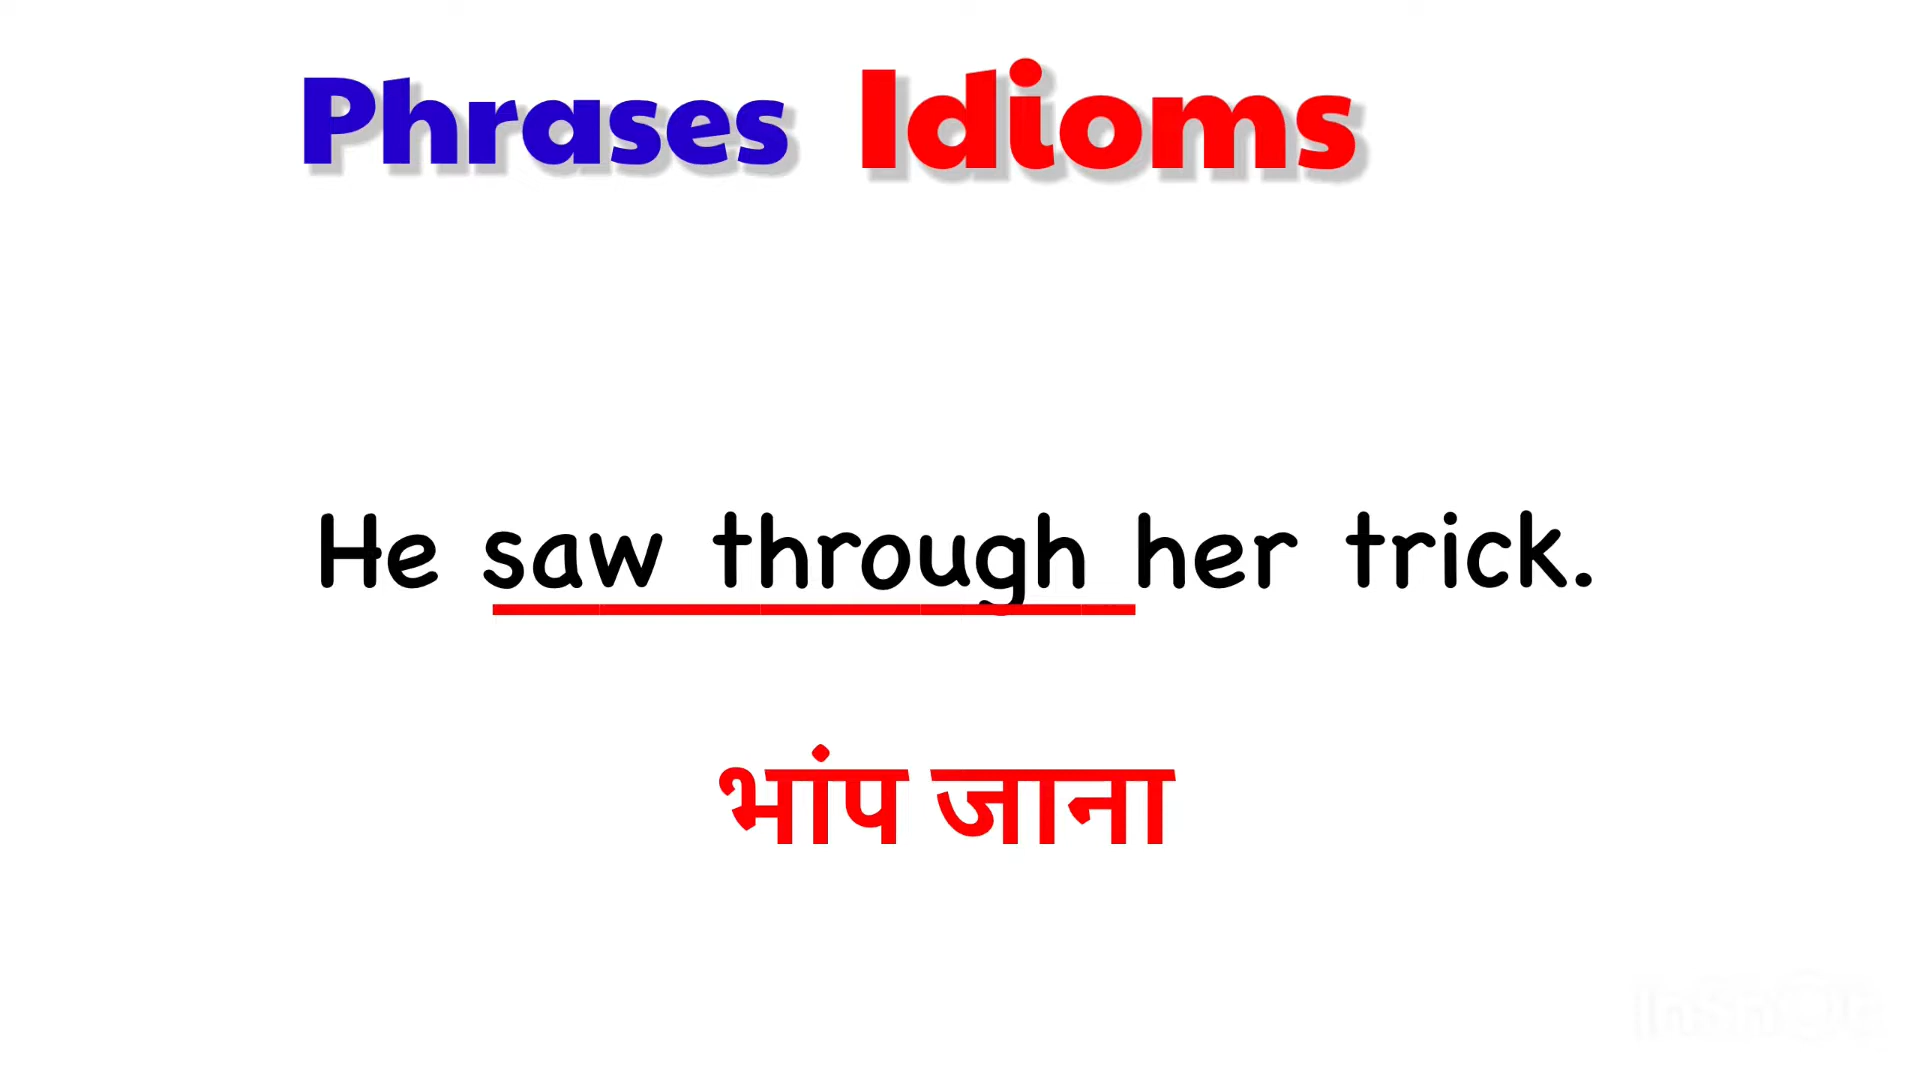 Phrases Idioms
He saw through her trick.
भांप जाना